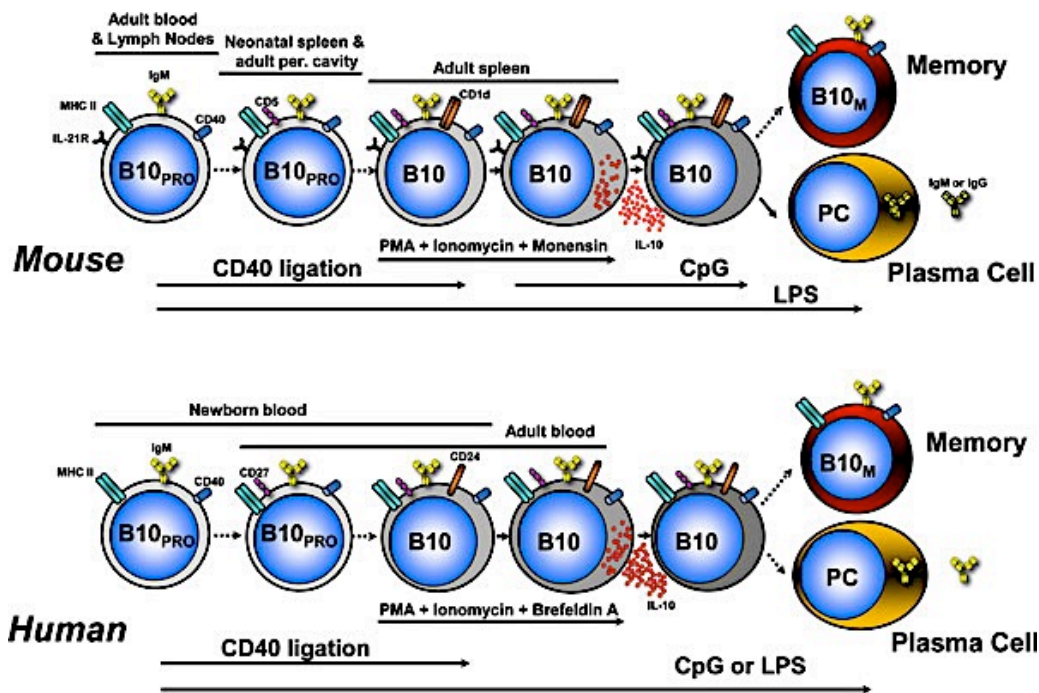 Adult blood
& Lymph Nodes
Neonatal spleen &
adult per. cavity
Adult spleen
IgM
MHC II
CD40
IL-21R
CD5
CD1d
B10PRO
B10PRO
B10
B10
B10
B10M
Memory
PC
IgM or IgG
Plasma Cell
IL-10
PMA + Ionomycin + Monensin
Mouse
CD40 ligation
CpG
LPS
Newborn blood
Adult blood
IgM
MHC II
CD40
CD27
CD24
B10PRO
B10PRO
B10
B10
B10
B10M
Memory
PC
Plasma Cell
IL-10
PMA + Ionomycin + Brefeldin A
Human
CD40 ligation
CpG or LPS